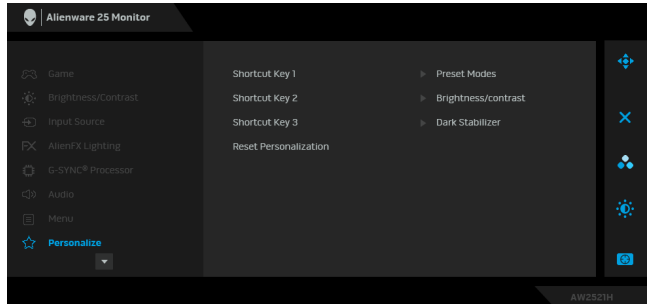 Alienware 25 Monitor
Game
Brightness/Contrast
Input Source
FX AlienFX Lighting
G-SYNC® Processor
Audio
Menu
Personalize
Shortcut Key 1 Preset Modes
Shortcut Key 2 Brightness/contrast
Shortcut Key 3 Dark Stabilizer
Reset Personalization
AW2521H